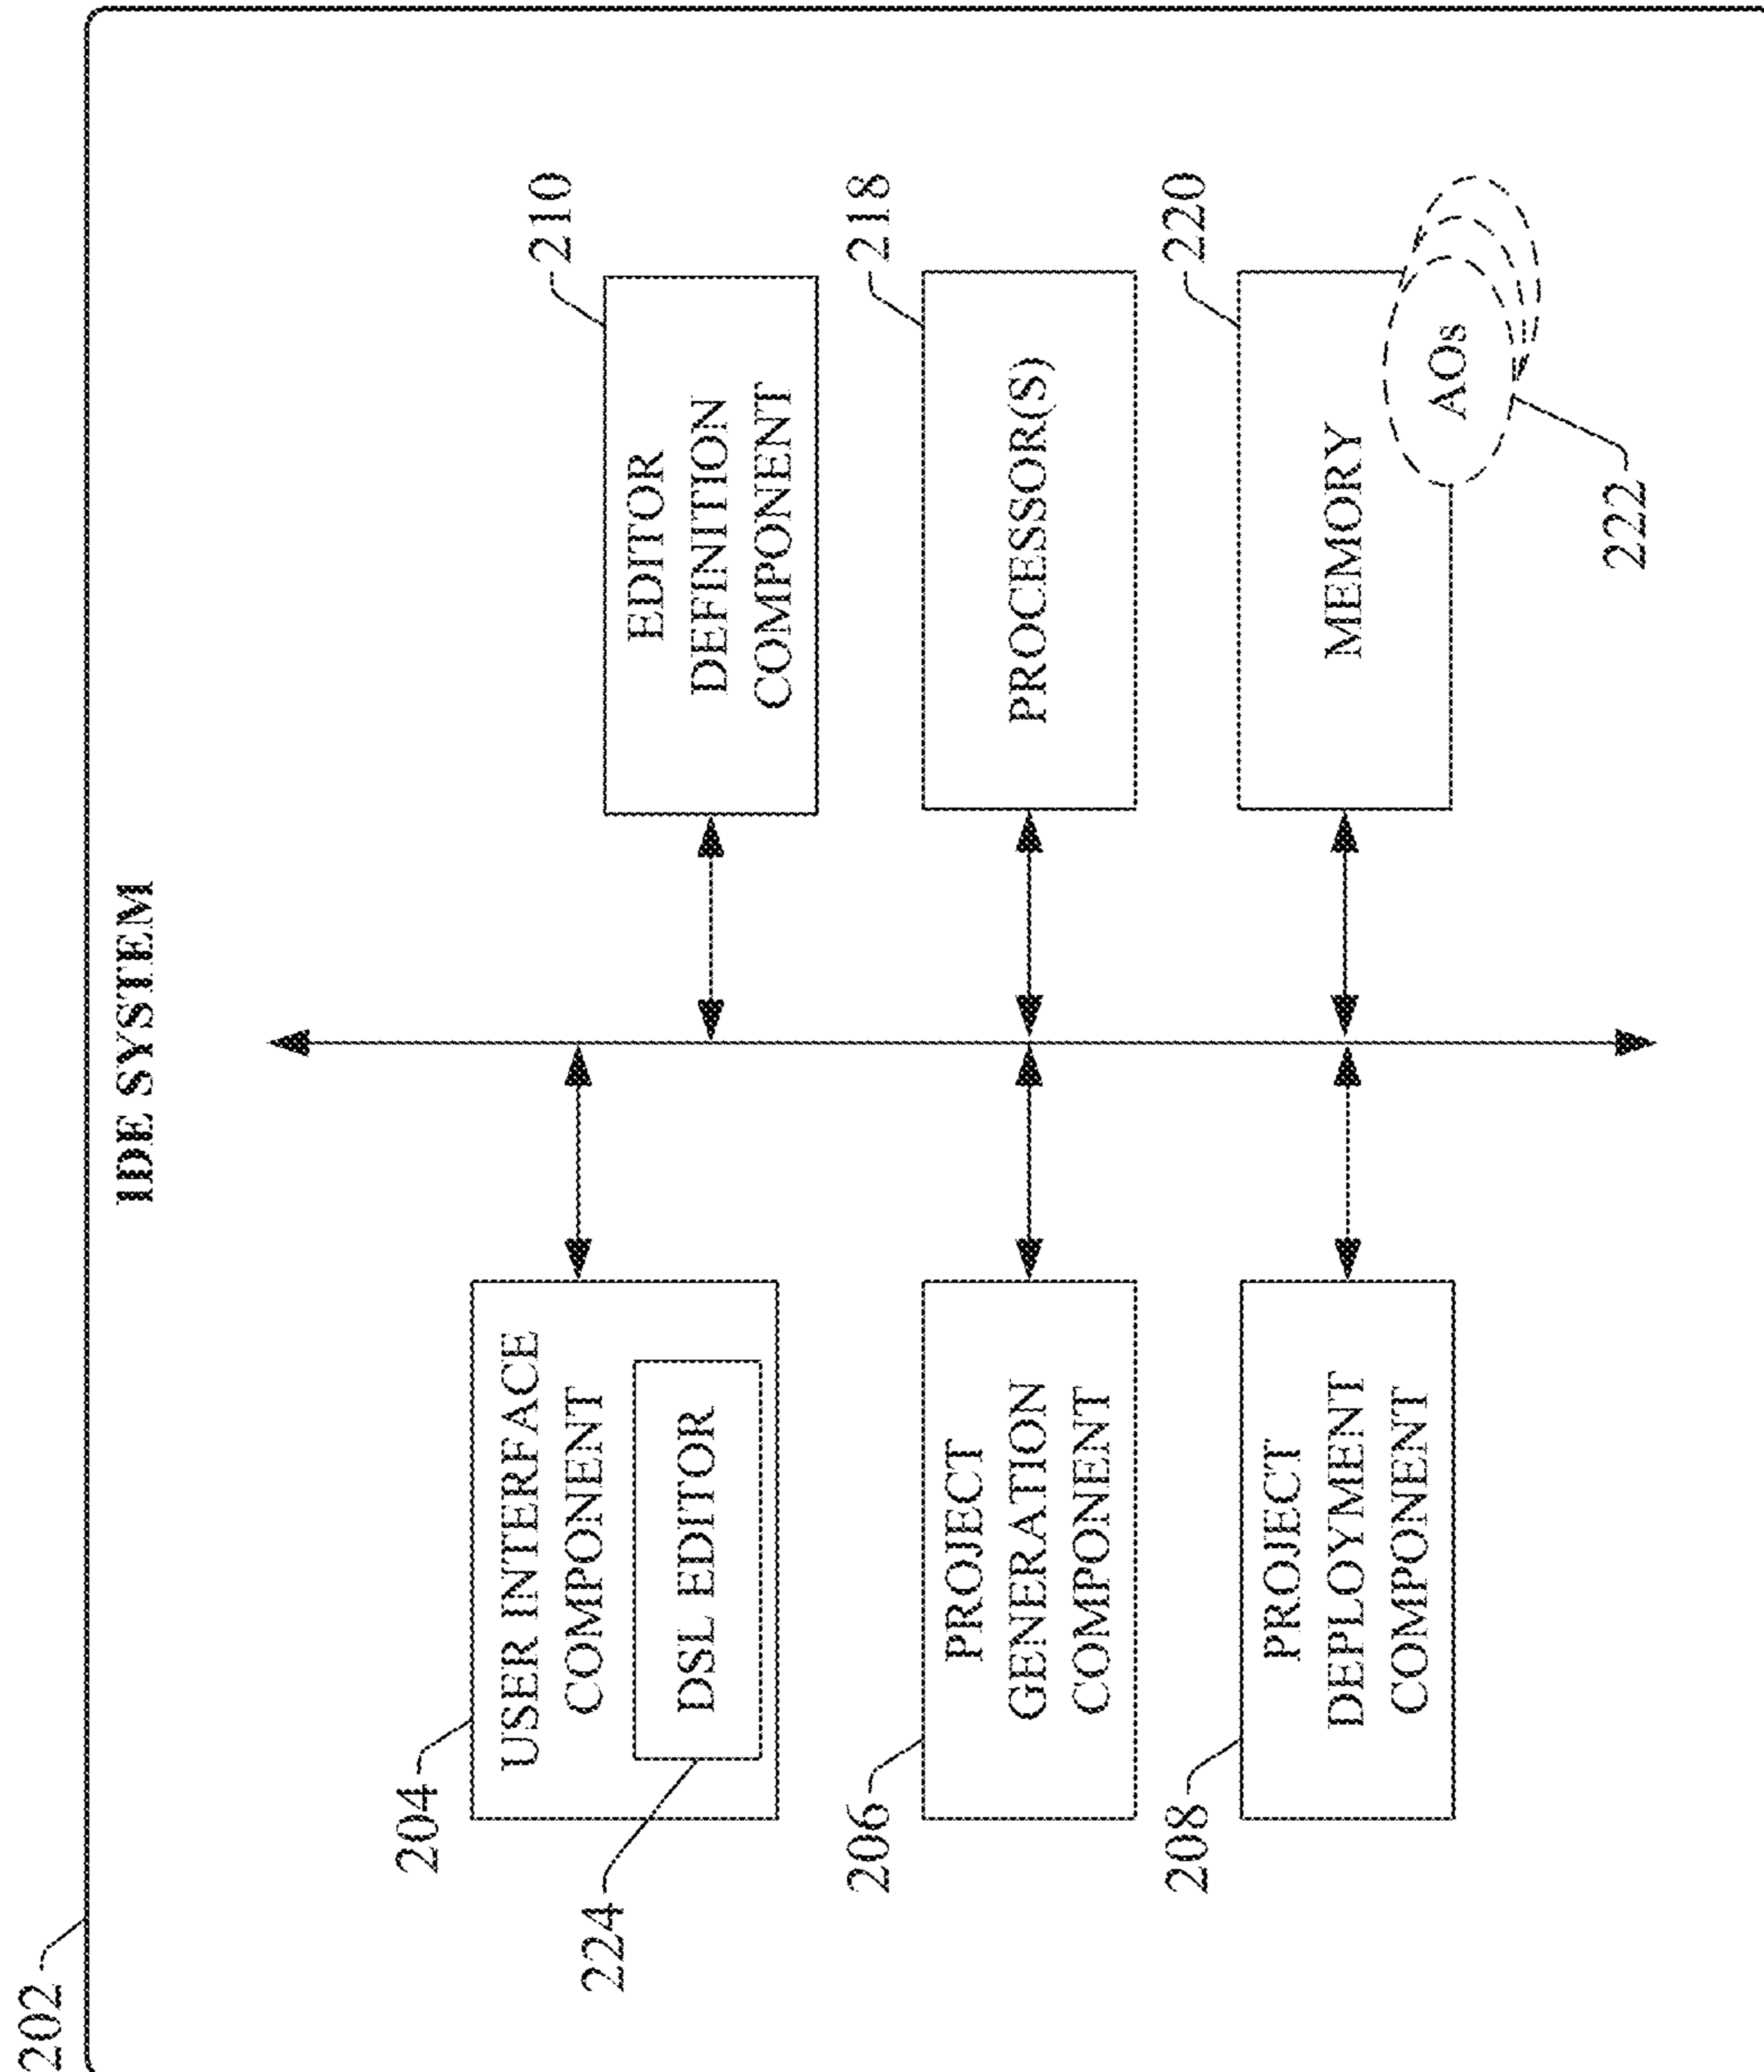 202
IDE SYSTEM
204
USER INTERFACE
COMPONENT
DSL EDITOR
224
210
EDITOR
DEFINITION
COMPONENT
206
PROJECT
GENERATION
COMPONENT
218
PROCESSOR(S)
208
PROJECT
DEPLOYMENT
COMPONENT
220
MEMORY
AOs
222